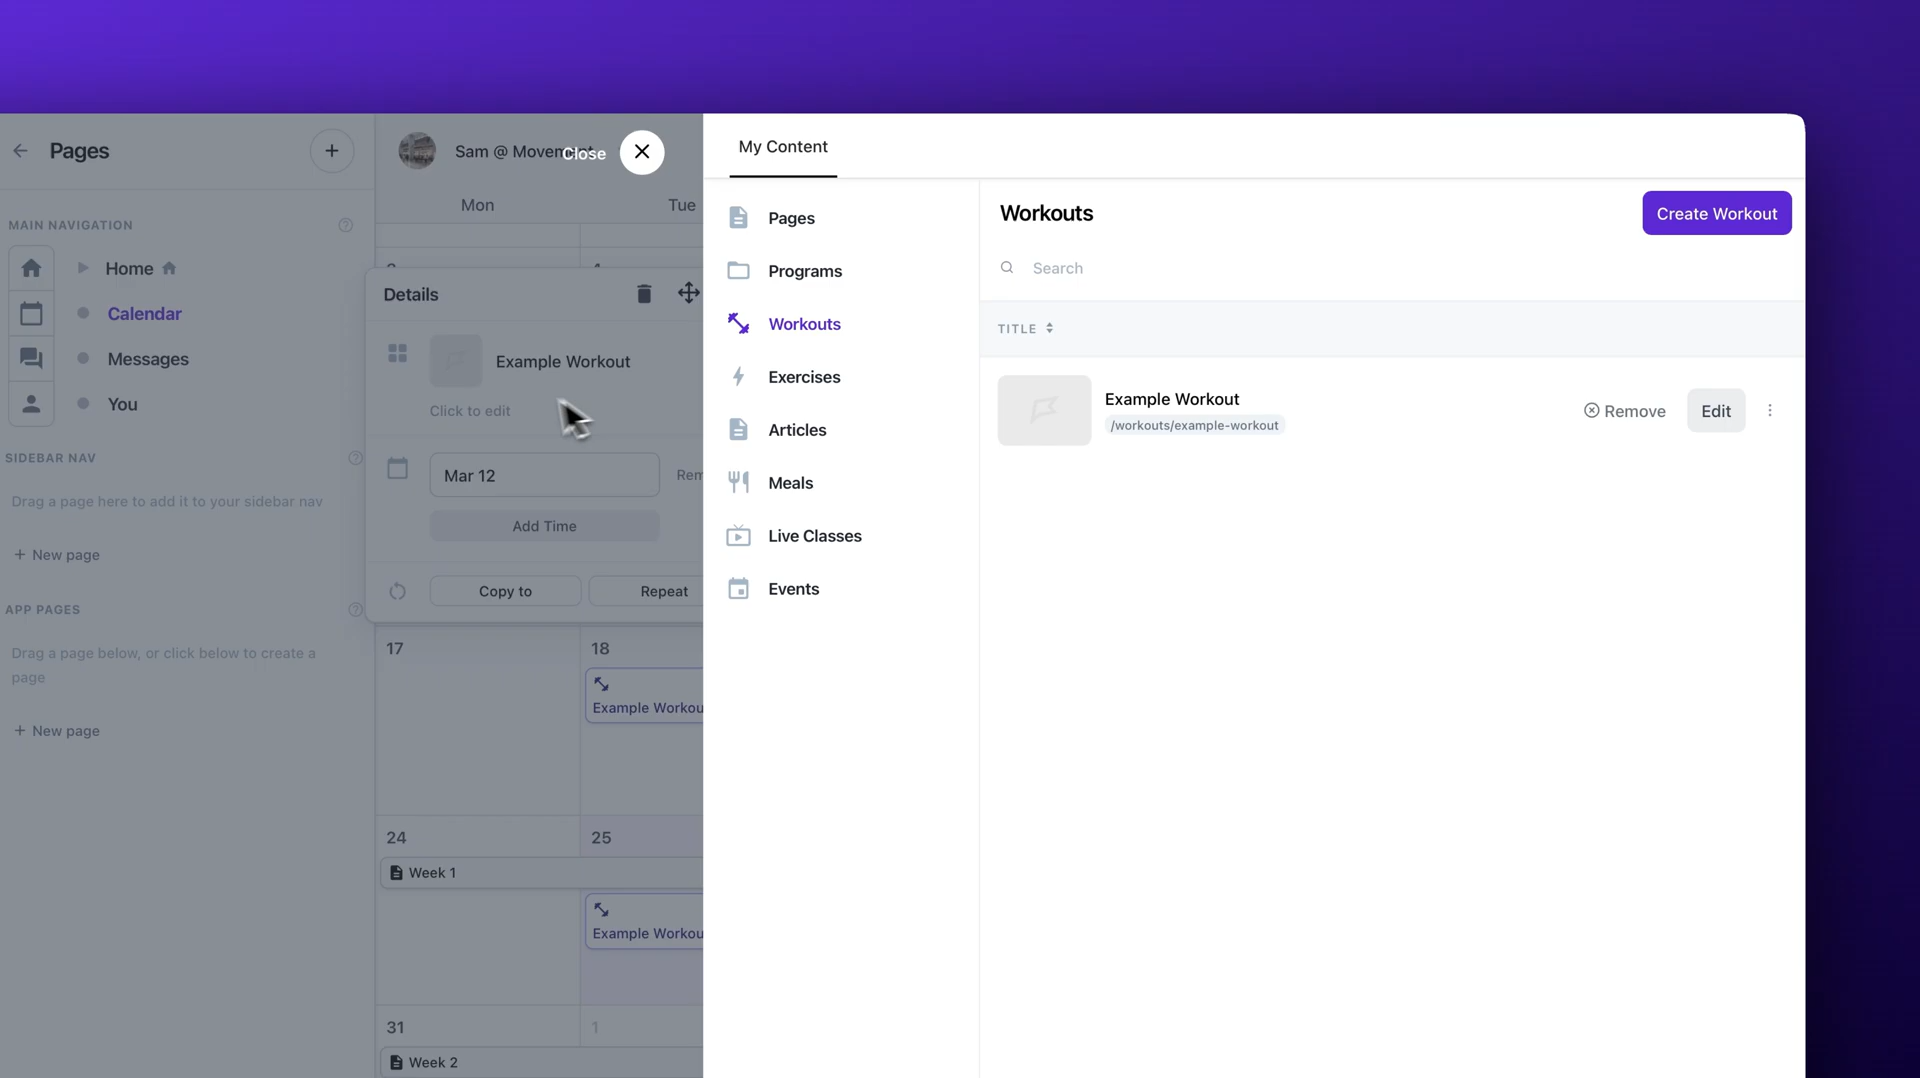 Pages
Sam @ Movement
Close
My Content
Mon
Tue
MAIN NAVIGATION
Home
Calendar
Messages
You
SIDEBAR NAV
Drag a page here to add it to your sidebar nav
+ New page
APP PAGES
Drag a page below, or click below to create a
page
+ New page
Details
Example Workout
Click to edit
Mar 12
Rem
Add Time
Copy to
Repeat
17
18
Example Workou
24
25
Week 1
Example Workou
31
1
Week 2
Pages
Programs
Workouts
Exercises
Articles
Meals
Live Classes
Events
Workouts
Create Workout
Search
TITLE
Example Workout
/workouts/example-workout
Remove
Edit